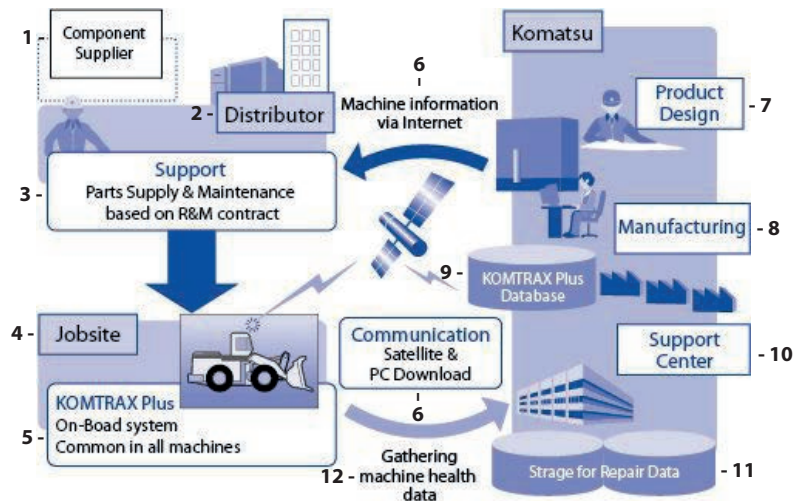 1 -
Component
Supplier
2 -
Distributor
3 -
Support
Parts Supply & Maintenance
based on R&M contract
6
Machine information
via Internet
Komatsu
Product
Design
- 7
Manufacturing
- 8
9 -
KOMTRAX Plus
Database
4 -
Jobsite
Communication
Satellite &
PC Download
6
Support
Center
- 10
5 -
KOMTRAX Plus
On-Boad system
Common in all machines
12 -
Gathering
machine health
data
Strage for Repair Data
- 11